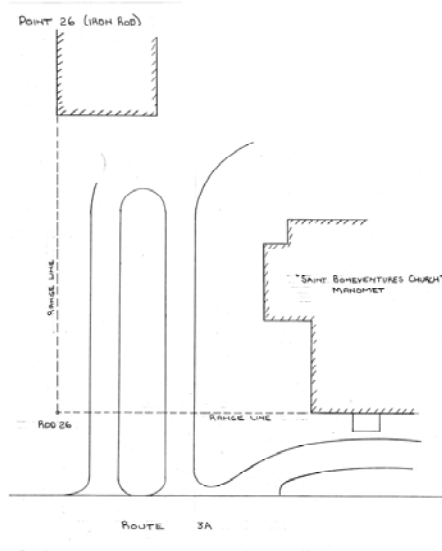 POINT 26 (IRON ROD)
RANGE LINE
"SAINT BONEVENTURES CHURCH"
MANOMET
ROD 26
RANGE LINE
ROUTE 3A